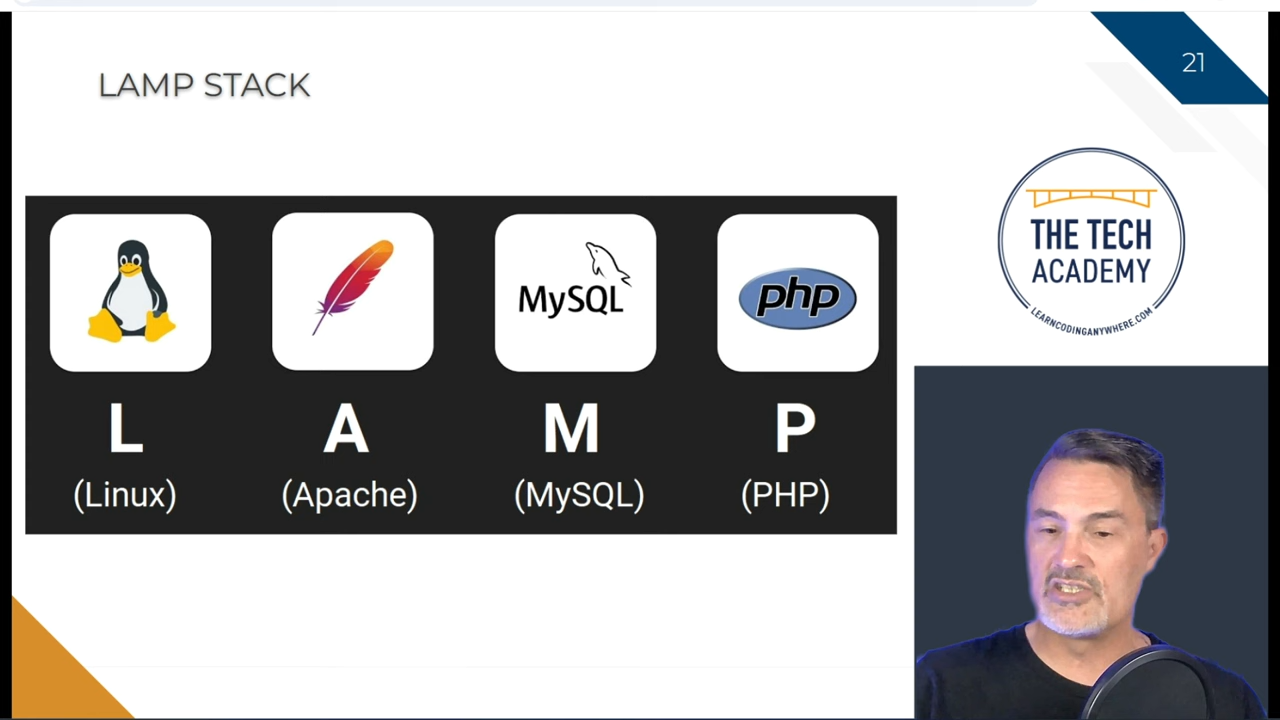 LAMP STACK
21
THE TECH
ACADEMY
LEARNCODINGANYWHERE.COM
MySQL
php
L
A
M
P
(Linux)
(Apache)
(MySQL)
(PHP)